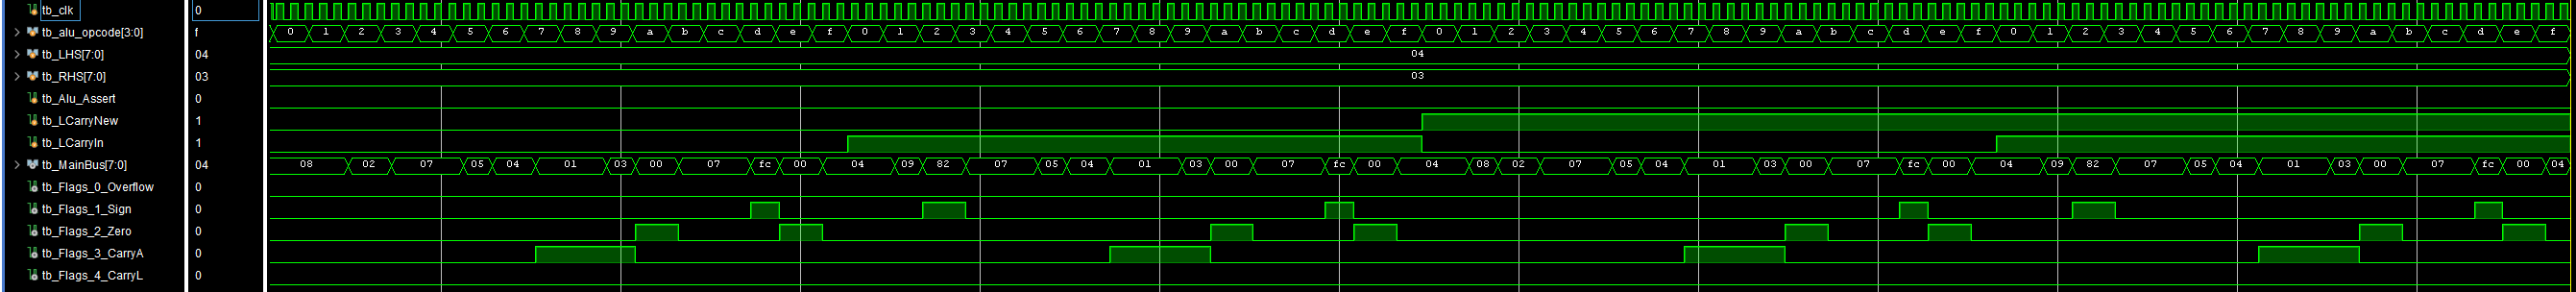 tb_clk 0
tb_alu_opcode[3:0] f 0 1 2 3 4 5 6 7 8 9 a b c d e f 0 1 2 3 4 5 6 7 8 9 a b c d e f 0 1 2 3 4 5 6 7 8 9 a b c d e f 0 1 2 3 4 5 6 7 8 9 a b c d e f
tb_LHS[7:0] 04 04
tb_RHS[7:0] 03 03
tb_Alu_Assert 0
tb_LCarryNew 1
tb_LCarryIn 1
tb_MainBus[7:0] 04 08 02 07 05 04 01 03 00 07 fc 00 04 09 82 07 05 04 01 03 00 07 fc 00 04 08 02 07 05 04 01 03 00 07 fc 00 04 09 82 07 05 04 01 03 00 07 fc 00 04
tb_Flags_0_Overflow 0
tb_Flags_1_Sign 0
tb_Flags_2_Zero 0
tb_Flags_3_CarryA 0
tb_Flags_4_CarryL 0